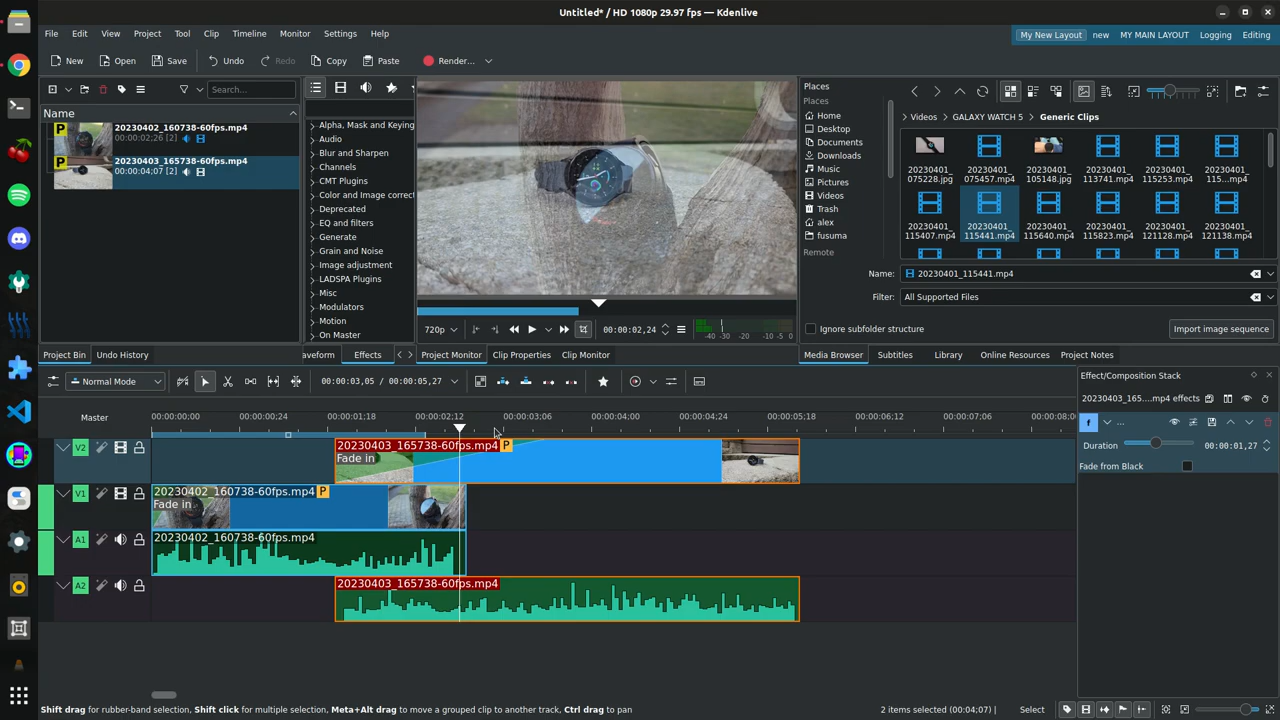 Untitled* / HD 1080p 29.97 fps — Kdenlive
File Edit View Project Tool Clip Timeline Monitor Settings Help
My New Layout new MY MAIN LAYOUT Logging Editing
New Open Save Undo Redo Copy Paste Render...
Search...
Name
P 20230402_160738-60fps.mp4
00:00:02;26 [2]
P 20230403_165738-60fps.mp4
00:00:04;07 [2]
Project Bin Undo History
Alpha, Mask and Keying
Audio
Blur and Sharpen
Channels
CMT Plugins
Color and Image correct
Deprecated
EQ and filters
Generate
Grain and Noise
Image adjustment
LADSPA Plugins
Misc
Modulators
Motion
On Master
aveform Effects
720p 00:00:02,24 -40 -30 -20 -10 -5 0
Project Monitor Clip Properties Clip Monitor
Places
Places
Home
Desktop
Documents
Downloads
Music
Pictures
Videos
Trash
alex
fusuma
Remote
Videos GALAXY WATCH 5 Generic Clips
20230401_075228.jpg
20230401_075457.mp4
20230401_105148.jpg
20230401_113741.mp4
20230401_115253.mp4
20230401_115...mp4
20230401_115407.mp4
20230401_115441.mp4
20230401_115640.mp4
20230401_115823.mp4
20230401_121128.mp4
20230401_121138.mp4
Name: 20230401_115441.mp4
Filter: All Supported Files
Ignore subfolder structure Import image sequence
Media Browser Subtitles Library Online Resources Project Notes
Normal Mode 00:00:03,05 / 00:00:05,27
Master 00:00:00;00 00:00:00;24 00:00:01;18 00:00:02;12 00:00:03;06 00:00:04;00 00:00:04;24 00:00:05;18 00:00:06;12 00:00:07;06 00:00:08;0
V2 20230403_165738-60fps.mp4 P
Fade in
V1 20230402_160738-60fps.mp4 P
Fade in
A1 20230402_160738-60fps.mp4
A2 20230403_165738-60fps.mp4
Effect/Composition Stack
20230403_165....mp4 effects
f ...
Duration 00:00:01,27
Fade from Black
Shift drag for rubber-band selection, Shift click for multiple selection, Meta+Alt drag to move a grouped clip to another track, Ctrl drag to pan
2 items selected (00:04;07) | Select